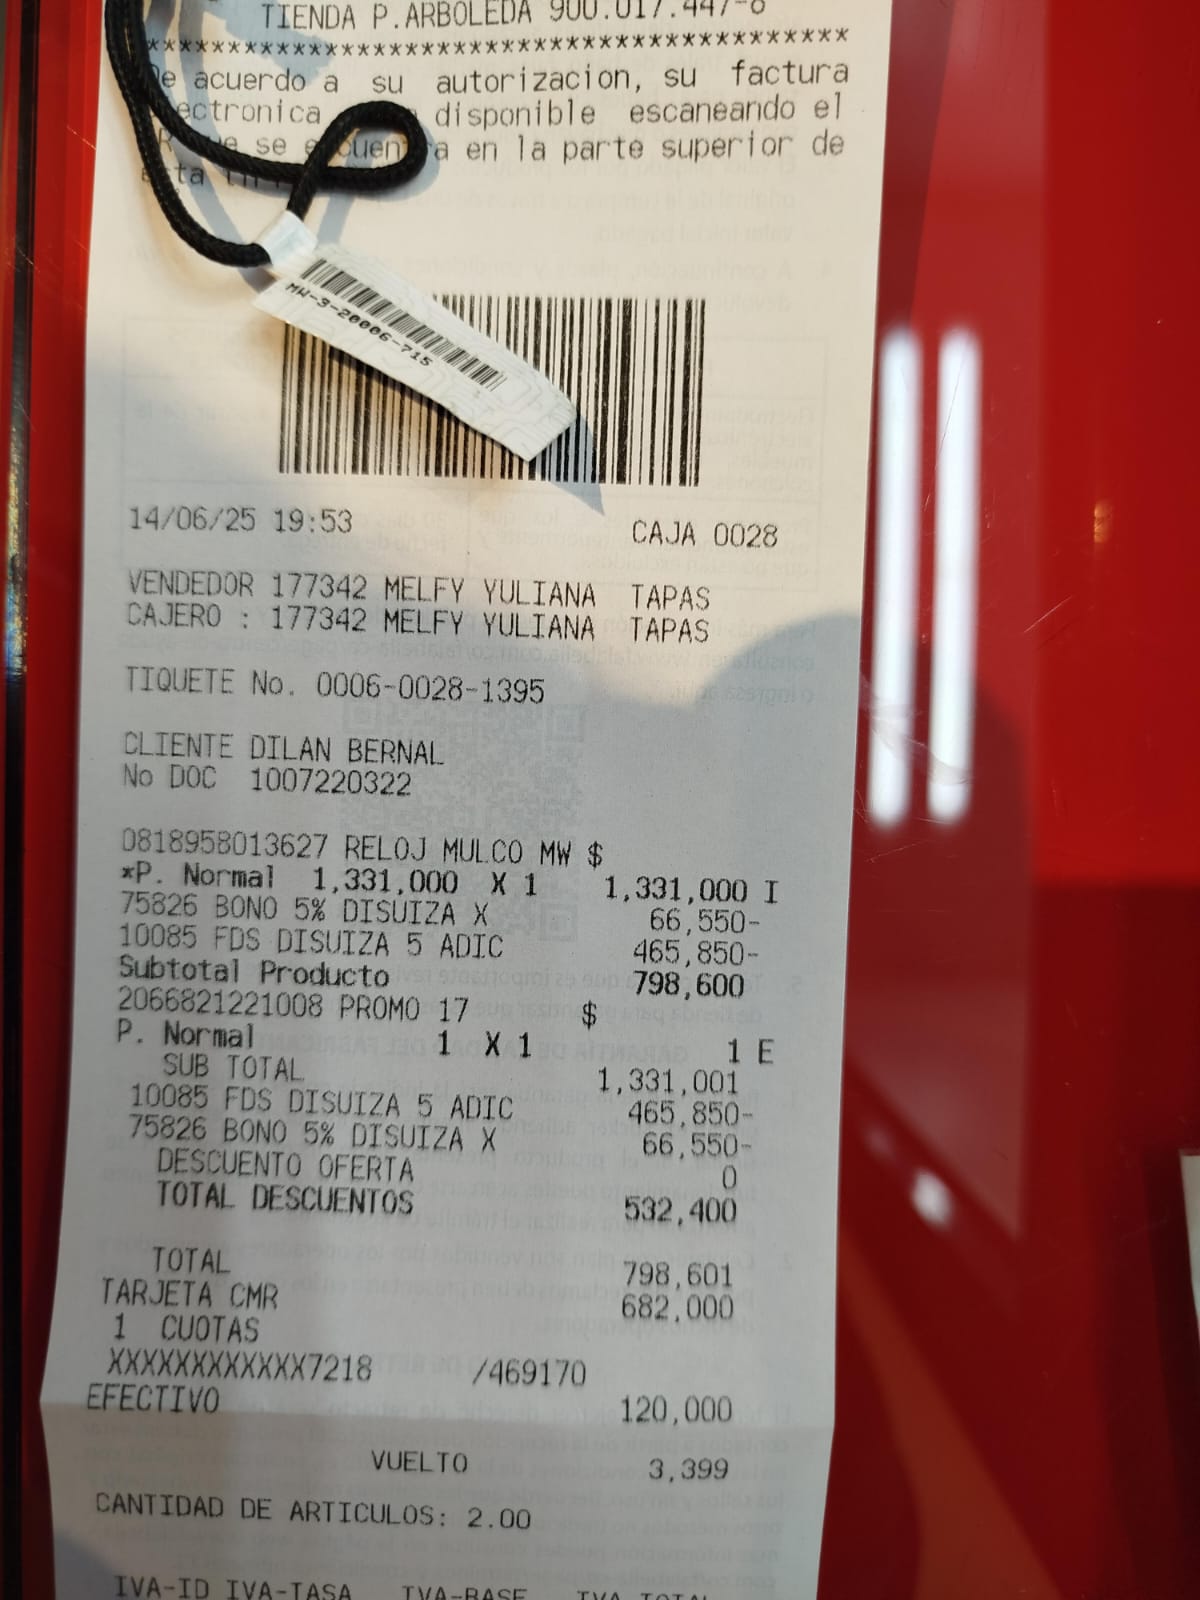 TIENDA P.ARBOLEDA 900.017.447-8
******************************************
De acuerdo a su autorizacion, su factura
electronica disponible escaneando el
que se encuentra en la parte superior de
esta
MW-3-20006-715
14/06/25 19:53 CAJA 0028
VENDEDOR 177342 MELFY YULIANA TAPAS
CAJERO : 177342 MELFY YULIANA TAPAS
TIQUETE No. 0006-0028-1395
CLIENTE DILAN BERNAL
No DOC 1007220322
0818958013627 RELOJ MULCO MW $
*P. Normal 1,331,000 X 1 1,331,000 I
75826 BONO 5% DISUIZA X 66,550-
10085 FDS DISUIZA 5 ADIC 465,850-
Subtotal Producto 798,600
2066821221008 PROMO 17 $
P. Normal 1 X 1 1 E
SUB TOTAL 1,331,001
10085 FDS DISUIZA 5 ADIC 465,850-
75826 BONO 5% DISUIZA X 66,550-
DESCUENTO OFERTA 0
TOTAL DESCUENTOS 532,400
TOTAL 798,601
TARJETA CMR 682,000
1 CUOTAS
XXXXXXXXXXXX7218 /469170
EFECTIVO 120,000
VUELTO 3,399
CANTIDAD DE ARTICULOS: 2.00
IVA-ID IVA-TASA IVA-BASE IVA TOTAL